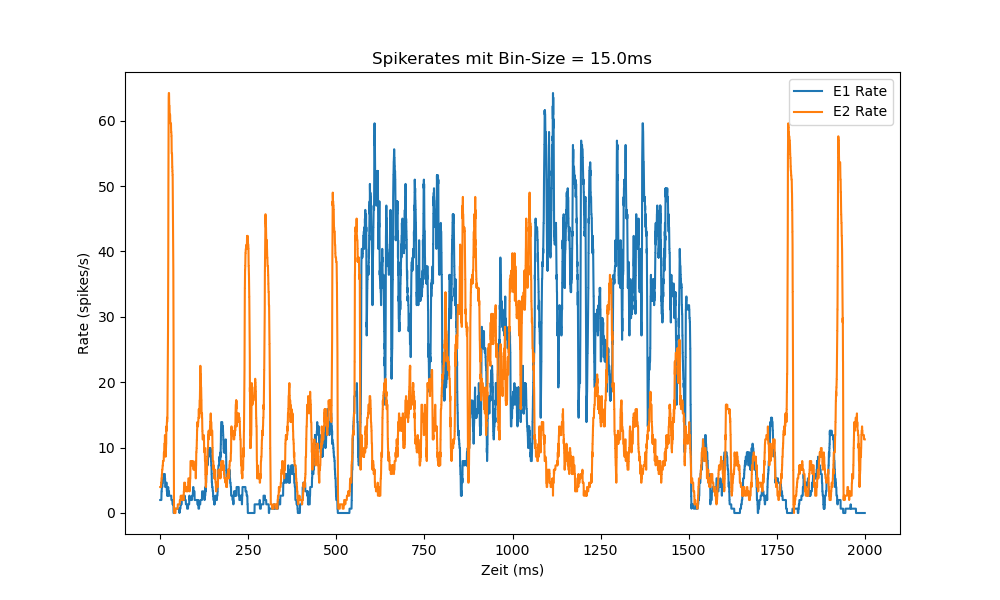 Spikerates mit Bin-Size = 15.0ms
E1 Rate
E2 Rate
60
50
40
30
20
10
0
Rate (spikes/s)
0 250 500 750 1000 1250 1500 1750 2000
Zeit (ms)